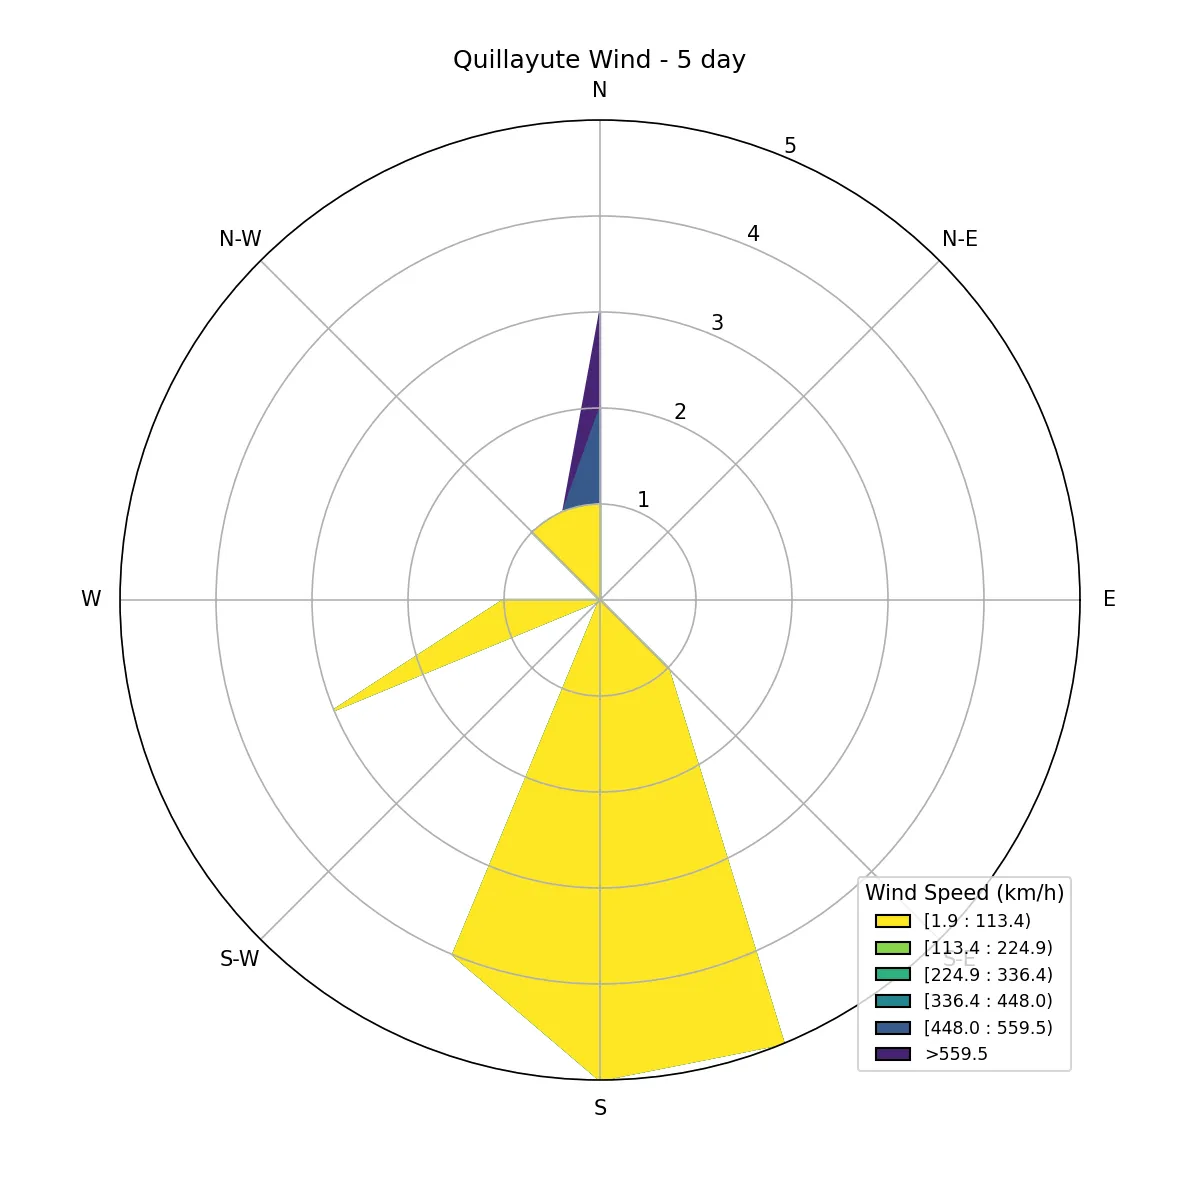 Quillayute Wind - 5 day
N
5
N-W
N-E
4
3
2
1
W
E
Wind Speed (km/h)
[1.9 : 113.4)
[113.4 : 224.9)
S-W
S-E
[224.9 : 336.4)
[336.4 : 448.0)
[448.0 : 559.5)
>559.5
S